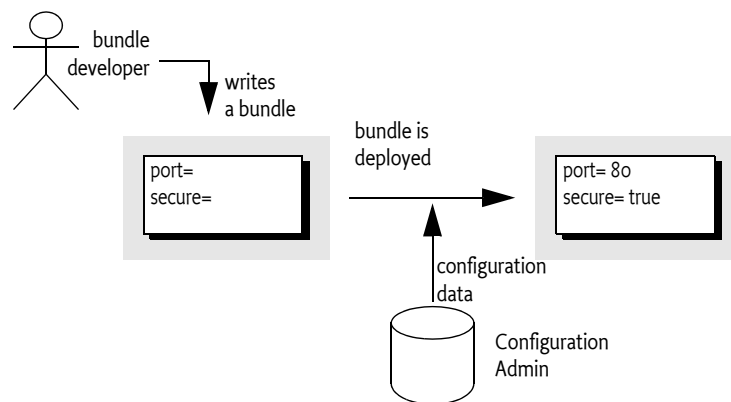 bundle
developer
writes
a bundle
bundle is
deployed
port=
secure=
port= 80
secure= true
configuration
data
Configuration
Admin